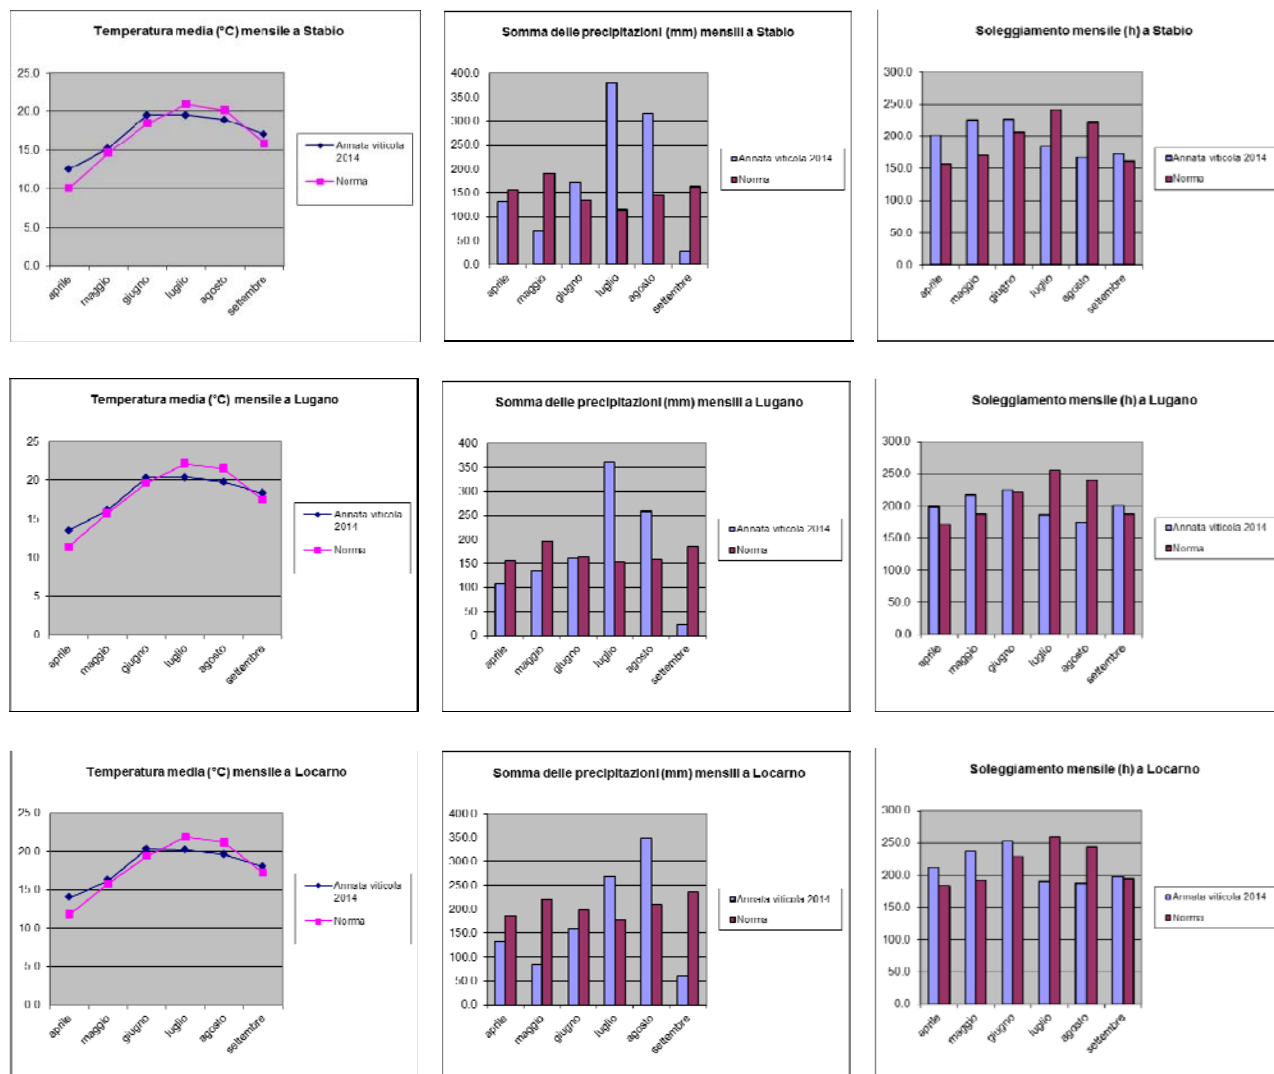 Temperatura media (°C) mensile a Stabio
25.0
20.0
15.0
10.0
5.0
0.0
aprile
maggio
giugno
luglio
agosto
settembre
Annata viticola
2014
Norma
Somma delle precipitazioni (mm) mensili a Stabio
400.0
350.0
300.0
250.0
200.0
150.0
100.0
50.0
0.0
aprile
maggio
giugno
luglio
agosto
settembre
Annata viticola 2014
Norma
Soleggiamento mensile (h) a Stabio
300.0
250.0
200.0
150.0
100.0
50.0
0.0
aprile
maggio
giugno
luglio
agosto
settembre
Annata viticola 2014
Norma
Temperatura media (°C) mensile a Lugano
25
20
15
10
5
0
aprile
maggio
giugno
luglio
agosto
settembre
Annata viticola
2014
Norma
Somma delle precipitazioni (mm) mensili a Lugano
400
350
300
250
200
150
100
50
0
aprile
maggio
giugno
luglio
agosto
settembre
Annata viticola 2014
Norma
Soleggiamento mensile (h) a Lugano
300.0
250.0
200.0
150.0
100.0
50.0
0.0
aprile
maggio
giugno
luglio
agosto
settembre
Annata viticola 2014
Norma
Temperatura media (°C) mensile a Locarno
25.0
20.0
15.0
10.0
5.0
0.0
aprile
maggio
giugno
luglio
agosto
settembre
Annata viticola
2014
Norma
Somma delle precipitazioni (mm) mensili a Locarno
400.0
350.0
300.0
250.0
200.0
150.0
100.0
50.0
0.0
aprile
maggio
giugno
luglio
agosto
settembre
Annata viticola 2014
Norma
Soleggiamento mensile (h) a Locarno
300.0
250.0
200.0
150.0
100.0
50.0
0.0
aprile
maggio
giugno
luglio
agosto
settembre
Annata viticola 2014
Norma